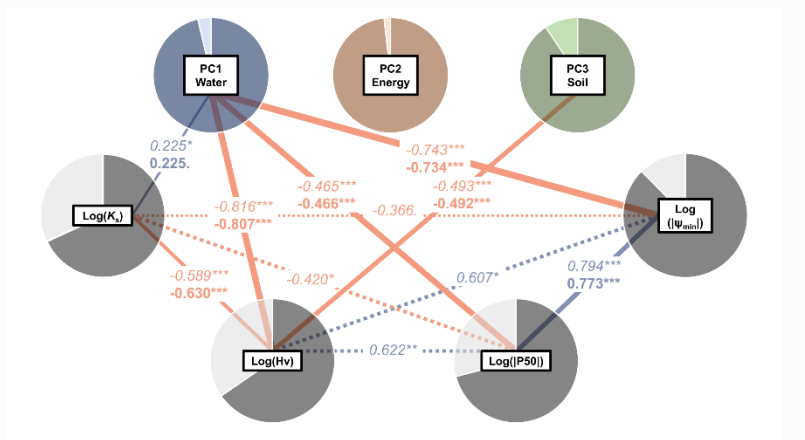 PC1
Water
PC2
Energy
PC3
Soil
0.225*
0.225.
-0.743***
-0.734***
-0.465***
-0.466***
-0.493***
-0.492***
Log(Ks)
-0.816***
-0.807***
-0.366.
Log
(|Ψmin|)
-0.589***
-0.630***
-0.420*
0.607*
0.794***
0.773***
Log(Hv)
0.622**
Log(|P50|)